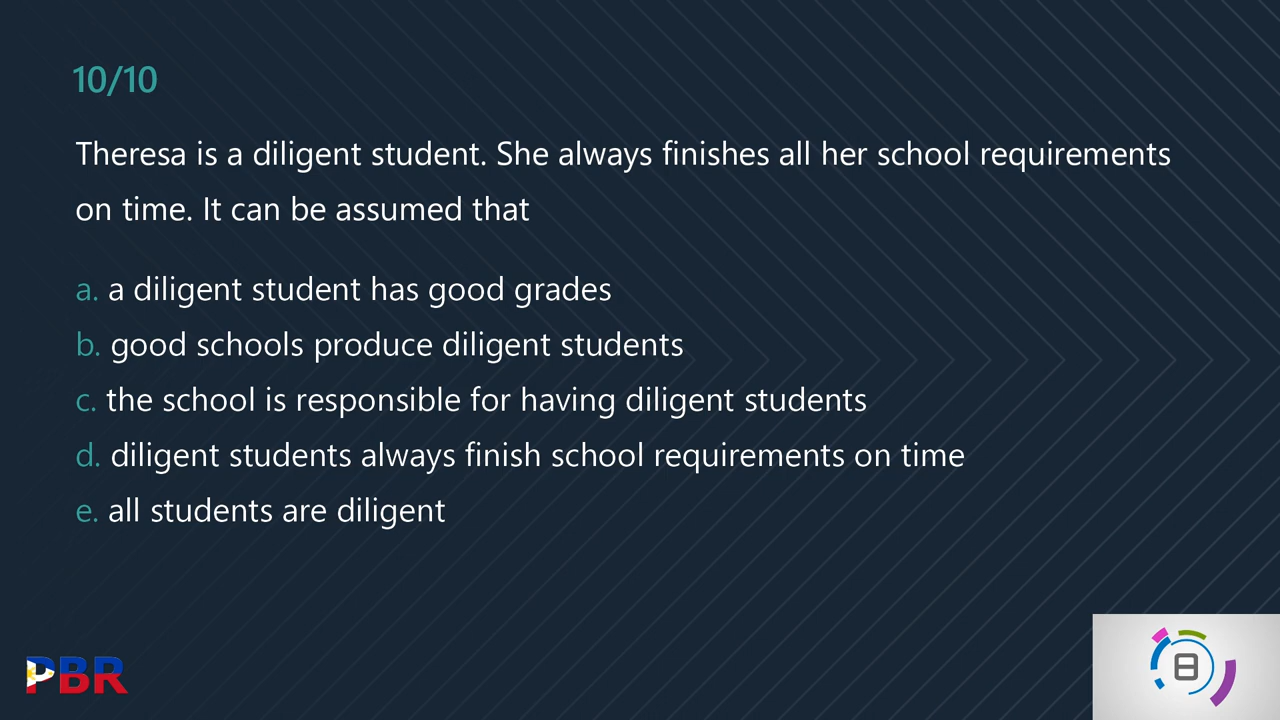 10/10
Theresa is a diligent student. She always finishes all her school requirements
on time. It can be assumed that
a. a diligent student has good grades
b. good schools produce diligent students
c. the school is responsible for having diligent students
d. diligent students always finish school requirements on time
e. all students are diligent
PBR
8